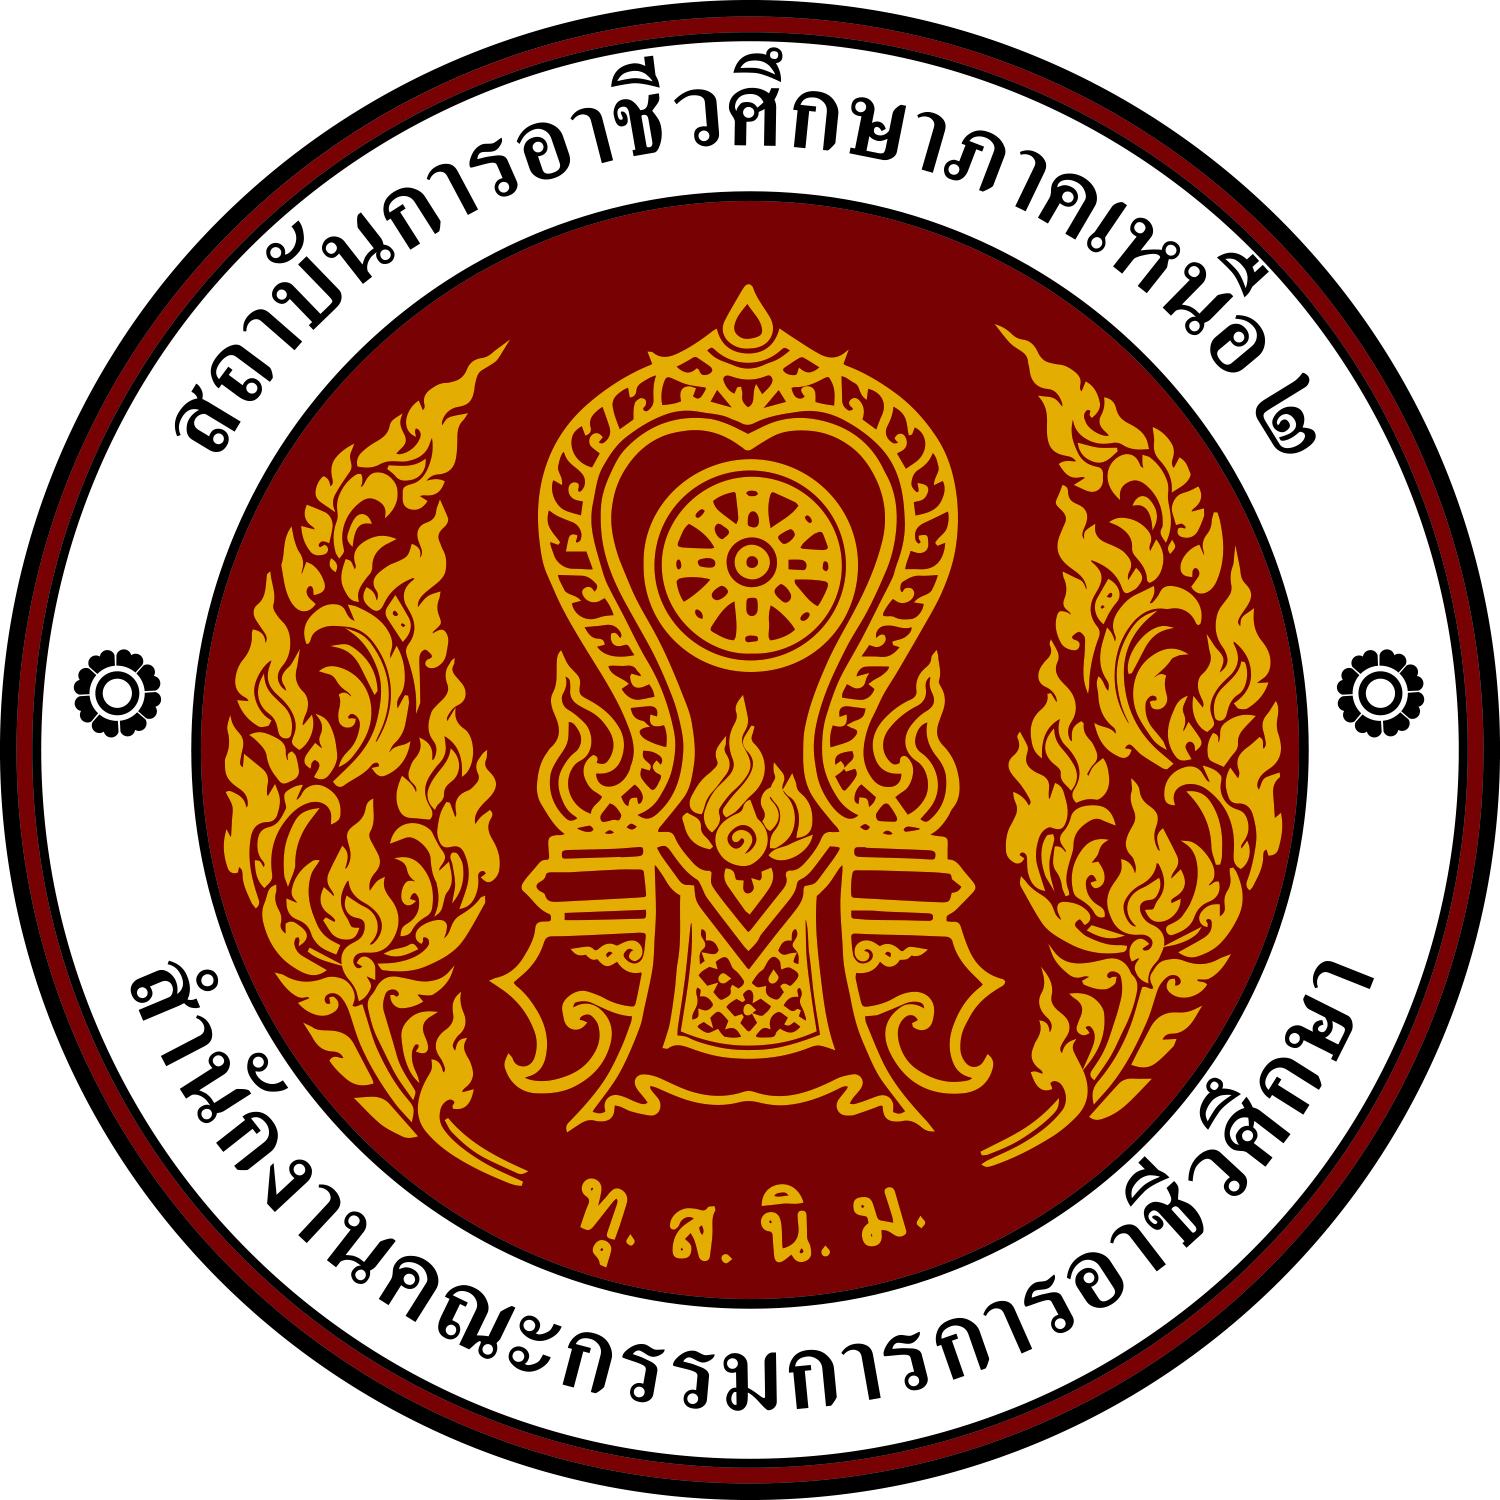 สถาบันการอาชีวศึกษาภาคเหนือ ๒
ทุ. ส. นิ. ม.
สำนักงานคณะกรรมการการอาชีวศึกษา